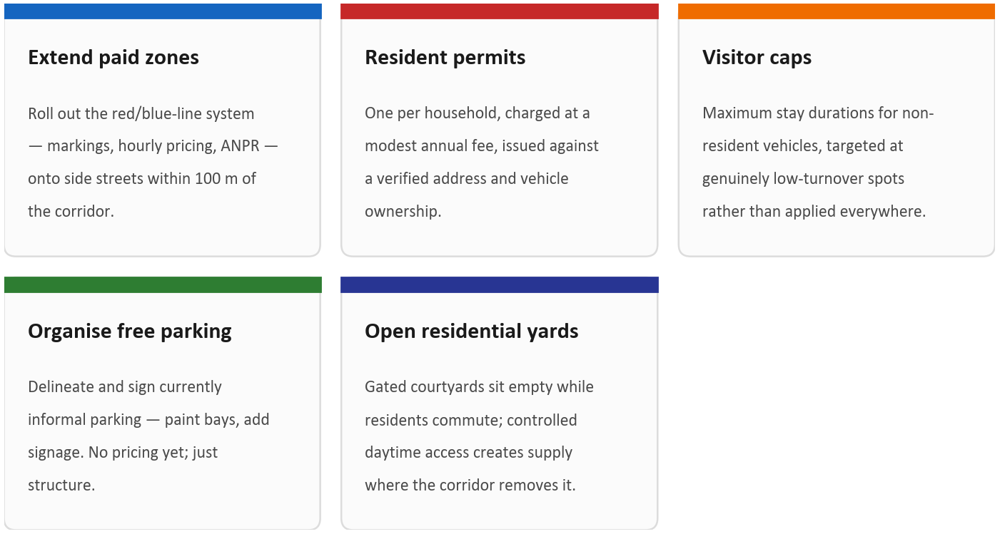 Extend paid zones
Roll out the red/blue-line system
— markings, hourly pricing, ANPR —
onto side streets within 100 m of
the corridor.
Resident permits
One per household, charged at a
modest annual fee, issued against
a verified address and vehicle
ownership.
Visitor caps
Maximum stay durations for non-
resident vehicles, targeted at
genuinely low-turnover spots
rather than applied everywhere.
Organise free parking
Delineate and sign currently
informal parking — paint bays, add
signage. No pricing yet; just
structure.
Open residential yards
Gated courtyards sit empty while
residents commute; controlled
daytime access creates supply
where the corridor removes it.